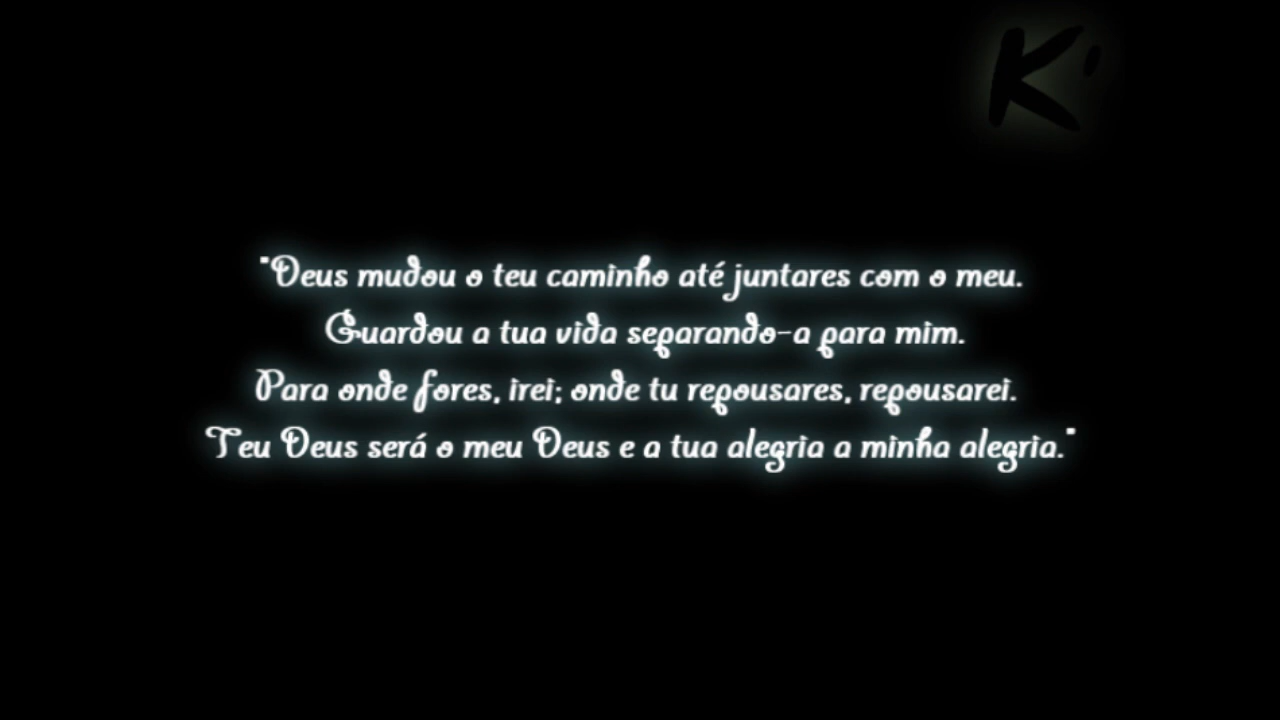 K'
"Deus mudou o teu caminho até juntares com o meu.
Guardou a tua vida separando-a para mim.
Para onde fores, irei; onde tu repousares, repousarei.
Teu Deus será o meu Deus e a tua alegria a minha alegria."